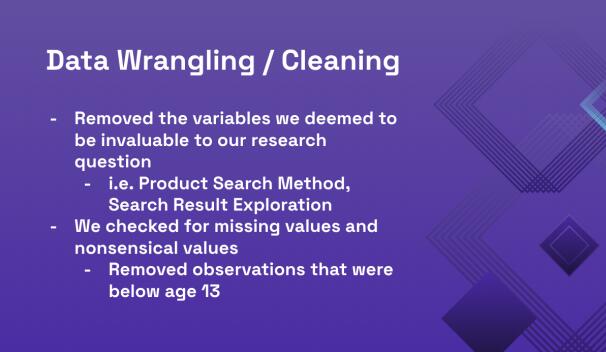 Data Wrangling / Cleaning
- Removed the variables we deemed to
be invaluable to our research
question
- i.e. Product Search Method,
Search Result Exploration
- We checked for missing values and
nonsensical values
- Removed observations that were
below age 13